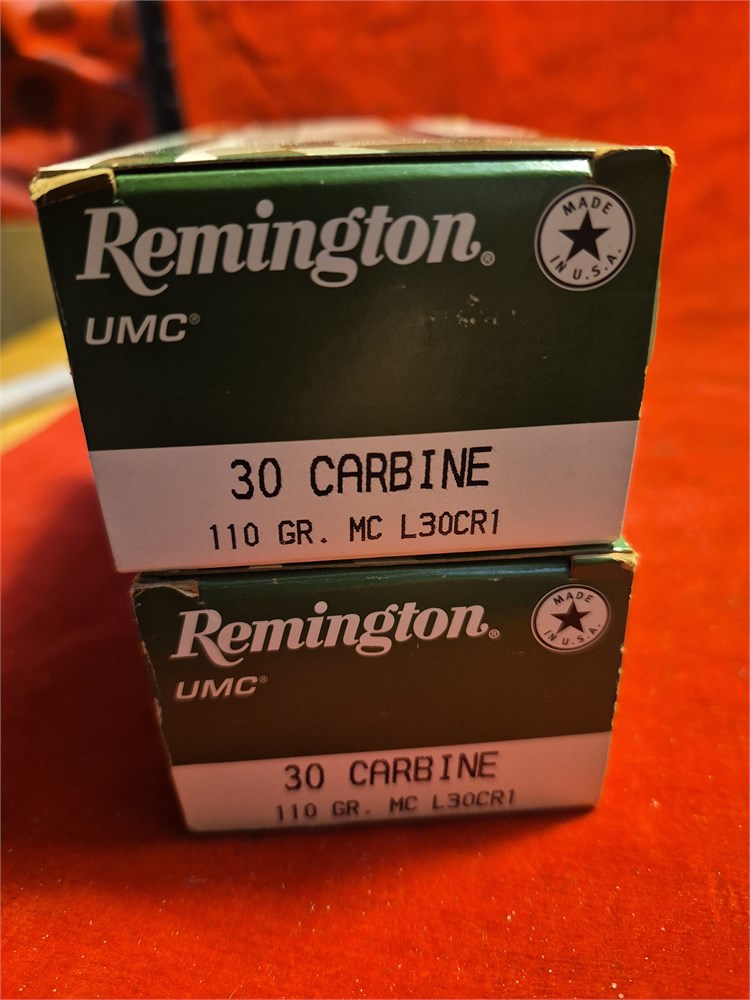 Remington®
MADE IN U.S.A.
UMC®
30 CARBINE
110 GR. MC L30CR1
Remington®
MADE IN U.S.A.
UMC®
30 CARBINE
110 GR. MC L30CR1